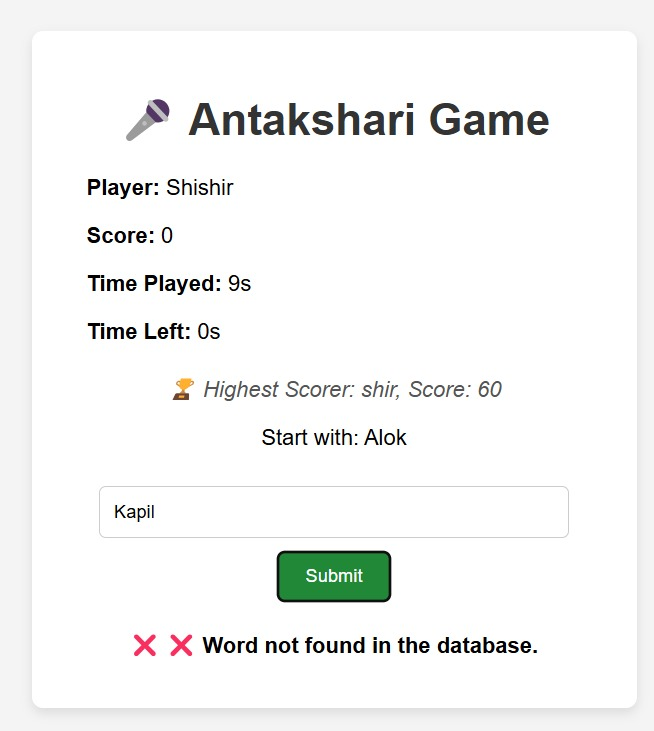 🎤 Antakshari Game
Player: Shishir
Score: 0
Time Played: 9s
Time Left: 0s
🏆 Highest Scorer: shir, Score: 60
Start with: Alok
Kapil
Submit
❌ ❌ Word not found in the database.